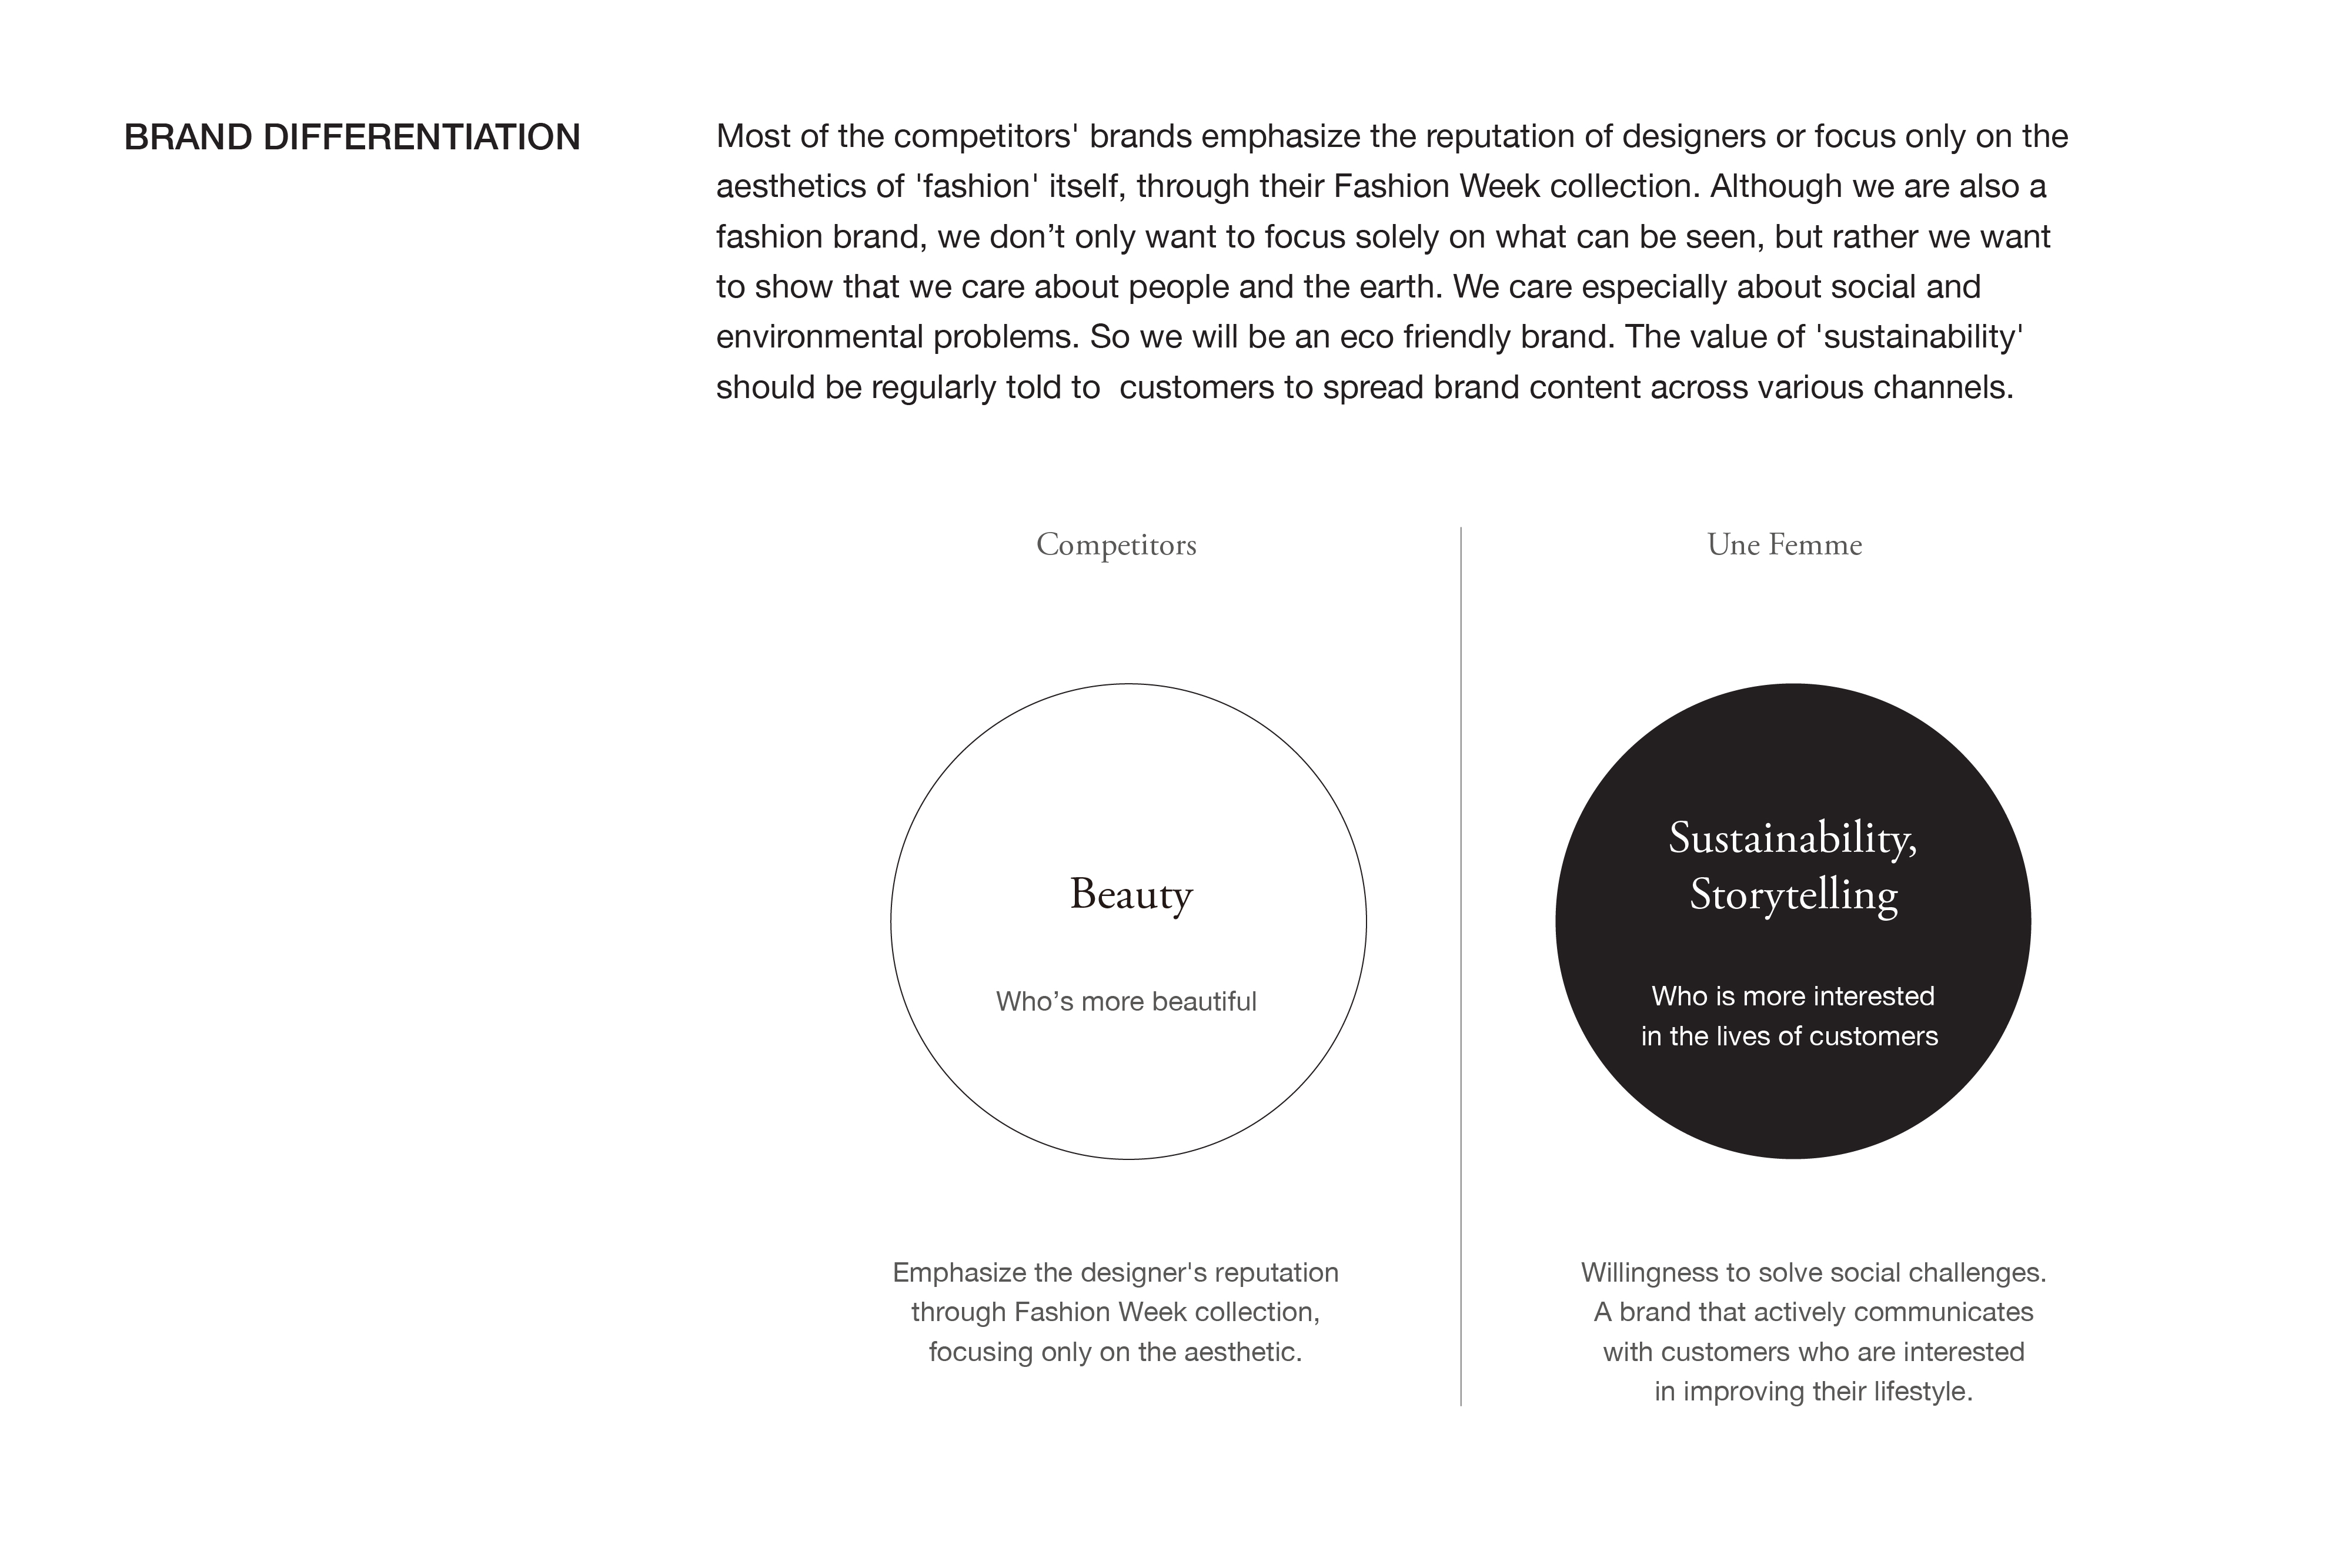 BRAND DIFFERENTIATION
Most of the competitors' brands emphasize the reputation of designers or focus only on the
aesthetics of 'fashion' itself, through their Fashion Week collection. Although we are also a
fashion brand, we don’t only want to focus solely on what can be seen, but rather we want
to show that we care about people and the earth. We care especially about social and
environmental problems. So we will be an eco friendly brand. The value of 'sustainability'
should be regularly told to  customers to spread brand content across various channels.
Competitors
Beauty
Who’s more beautiful
Emphasize the designer's reputation
through Fashion Week collection,
focusing only on the aesthetic.
Une Femme
Sustainability,
Storytelling
Who is more interested
in the lives of customers
Willingness to solve social challenges.
A brand that actively communicates
with customers who are interested
in improving their lifestyle.